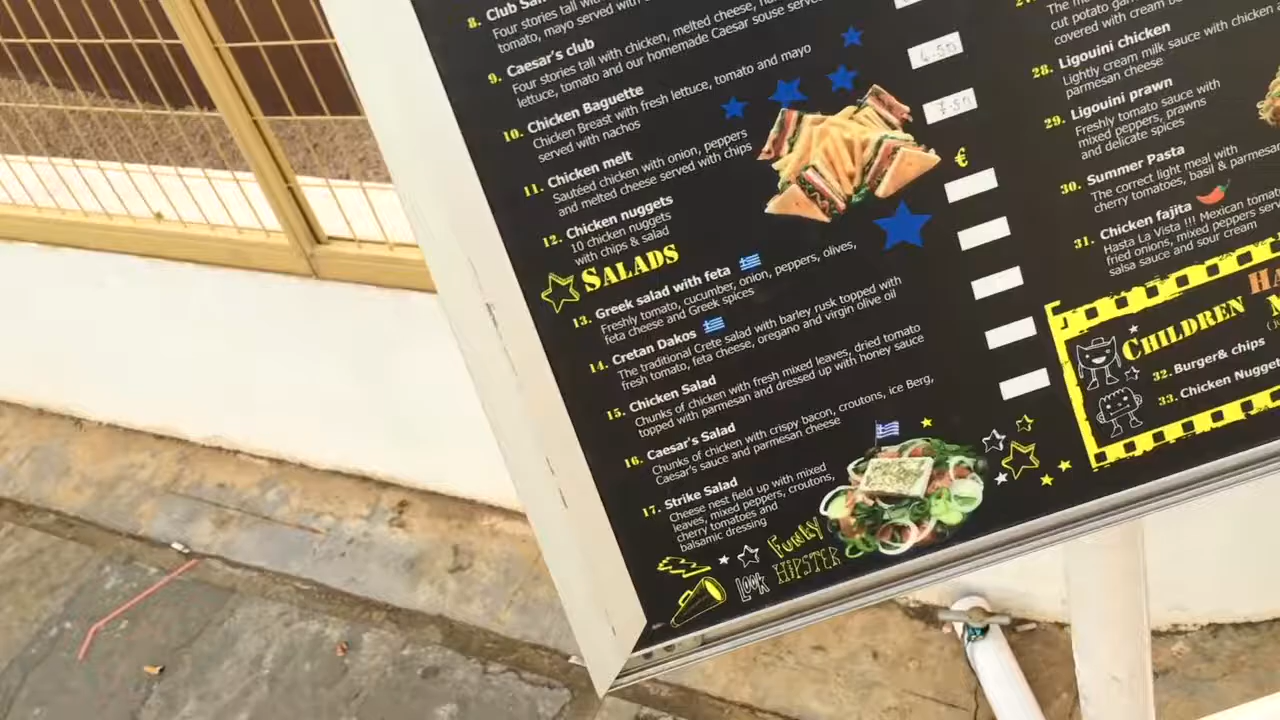 8. Club
Four stories tall with
tomato, mayo served with
9. Caesar's club
Four stories tall with chicken, melted cheese,
lettuce, tomato and our homemade Caesar souse served
10. Chicken Baguette
Chicken Breast with fresh lettuce, tomato and mayo
served with nachos
11. Chicken melt
Sautéed chicken with onion, peppers
and melted cheese served with chips
12. Chicken nuggets
10 chicken nuggets
with chips & salad
6.50
7.50
€
SALADS
13. Greek salad with feta
Freshly tomato, cucumber, onion, peppers, olives,
feta cheese and Greek spices
14. Cretan Dakos
The traditional Crete salad with barley rusk topped with
fresh tomato, feta cheese, oregano and virgin olive oil
15. Chicken Salad
Chunks of chicken with fresh mixed leaves, dried tomato
topped with parmesan and dressed up with honey sauce
16. Caesar's Salad
Chunks of chicken with crispy bacon, croutons, ice Berg,
Caesar's sauce and parmesan cheese
17. Strike Salad
Cheese nest field up with mixed
leaves, mixed peppers, croutons,
cherry tomatoes and
balsamic dressing
LOOK
FUNKY
HIPSTER
cut potato
covered with cream
28. Ligouini chicken
Lightly cream milk sauce with chicken
parmesan cheese
29. Ligouini prawn
Freshly tomato sauce with
mixed peppers, prawns
and delicate spices
30. Summer Pasta
The correct light meal with
cherry tomatoes, basil & parmesan
31. Chicken fajita
Hasta La Vista !!! Mexican
fried onions, mixed peppers
salsa sauce and sour cream
CHILDREN
32. Burger& chips
33. Chicken